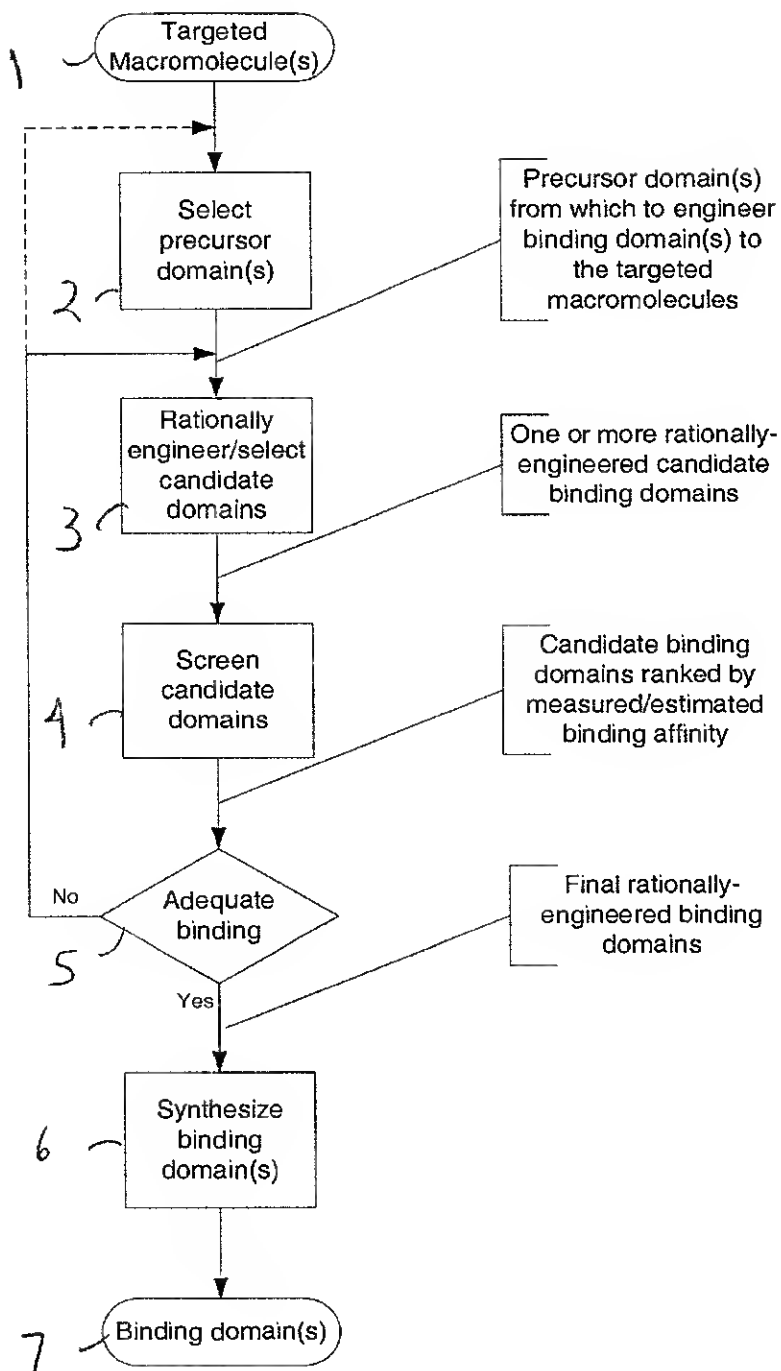 Targeted
Macromolecule(s)
1
Select
precursor
domain(s)
2
Precursor domain(s)
from which to engineer
binding domain(s) to
the targeted
macromolecules
Rationally
engineer/select
candidate
domains
3
One or more rationally-
engineered candidate
binding domains
Screen
candidate
domains
4
Candidate binding
domains ranked by
measured/estimated
binding affinity
No
Adequate
binding
5
Yes
Final rationally-
engineered binding
domains
Synthesize
binding
domain(s)
6
Binding domain(s)
7